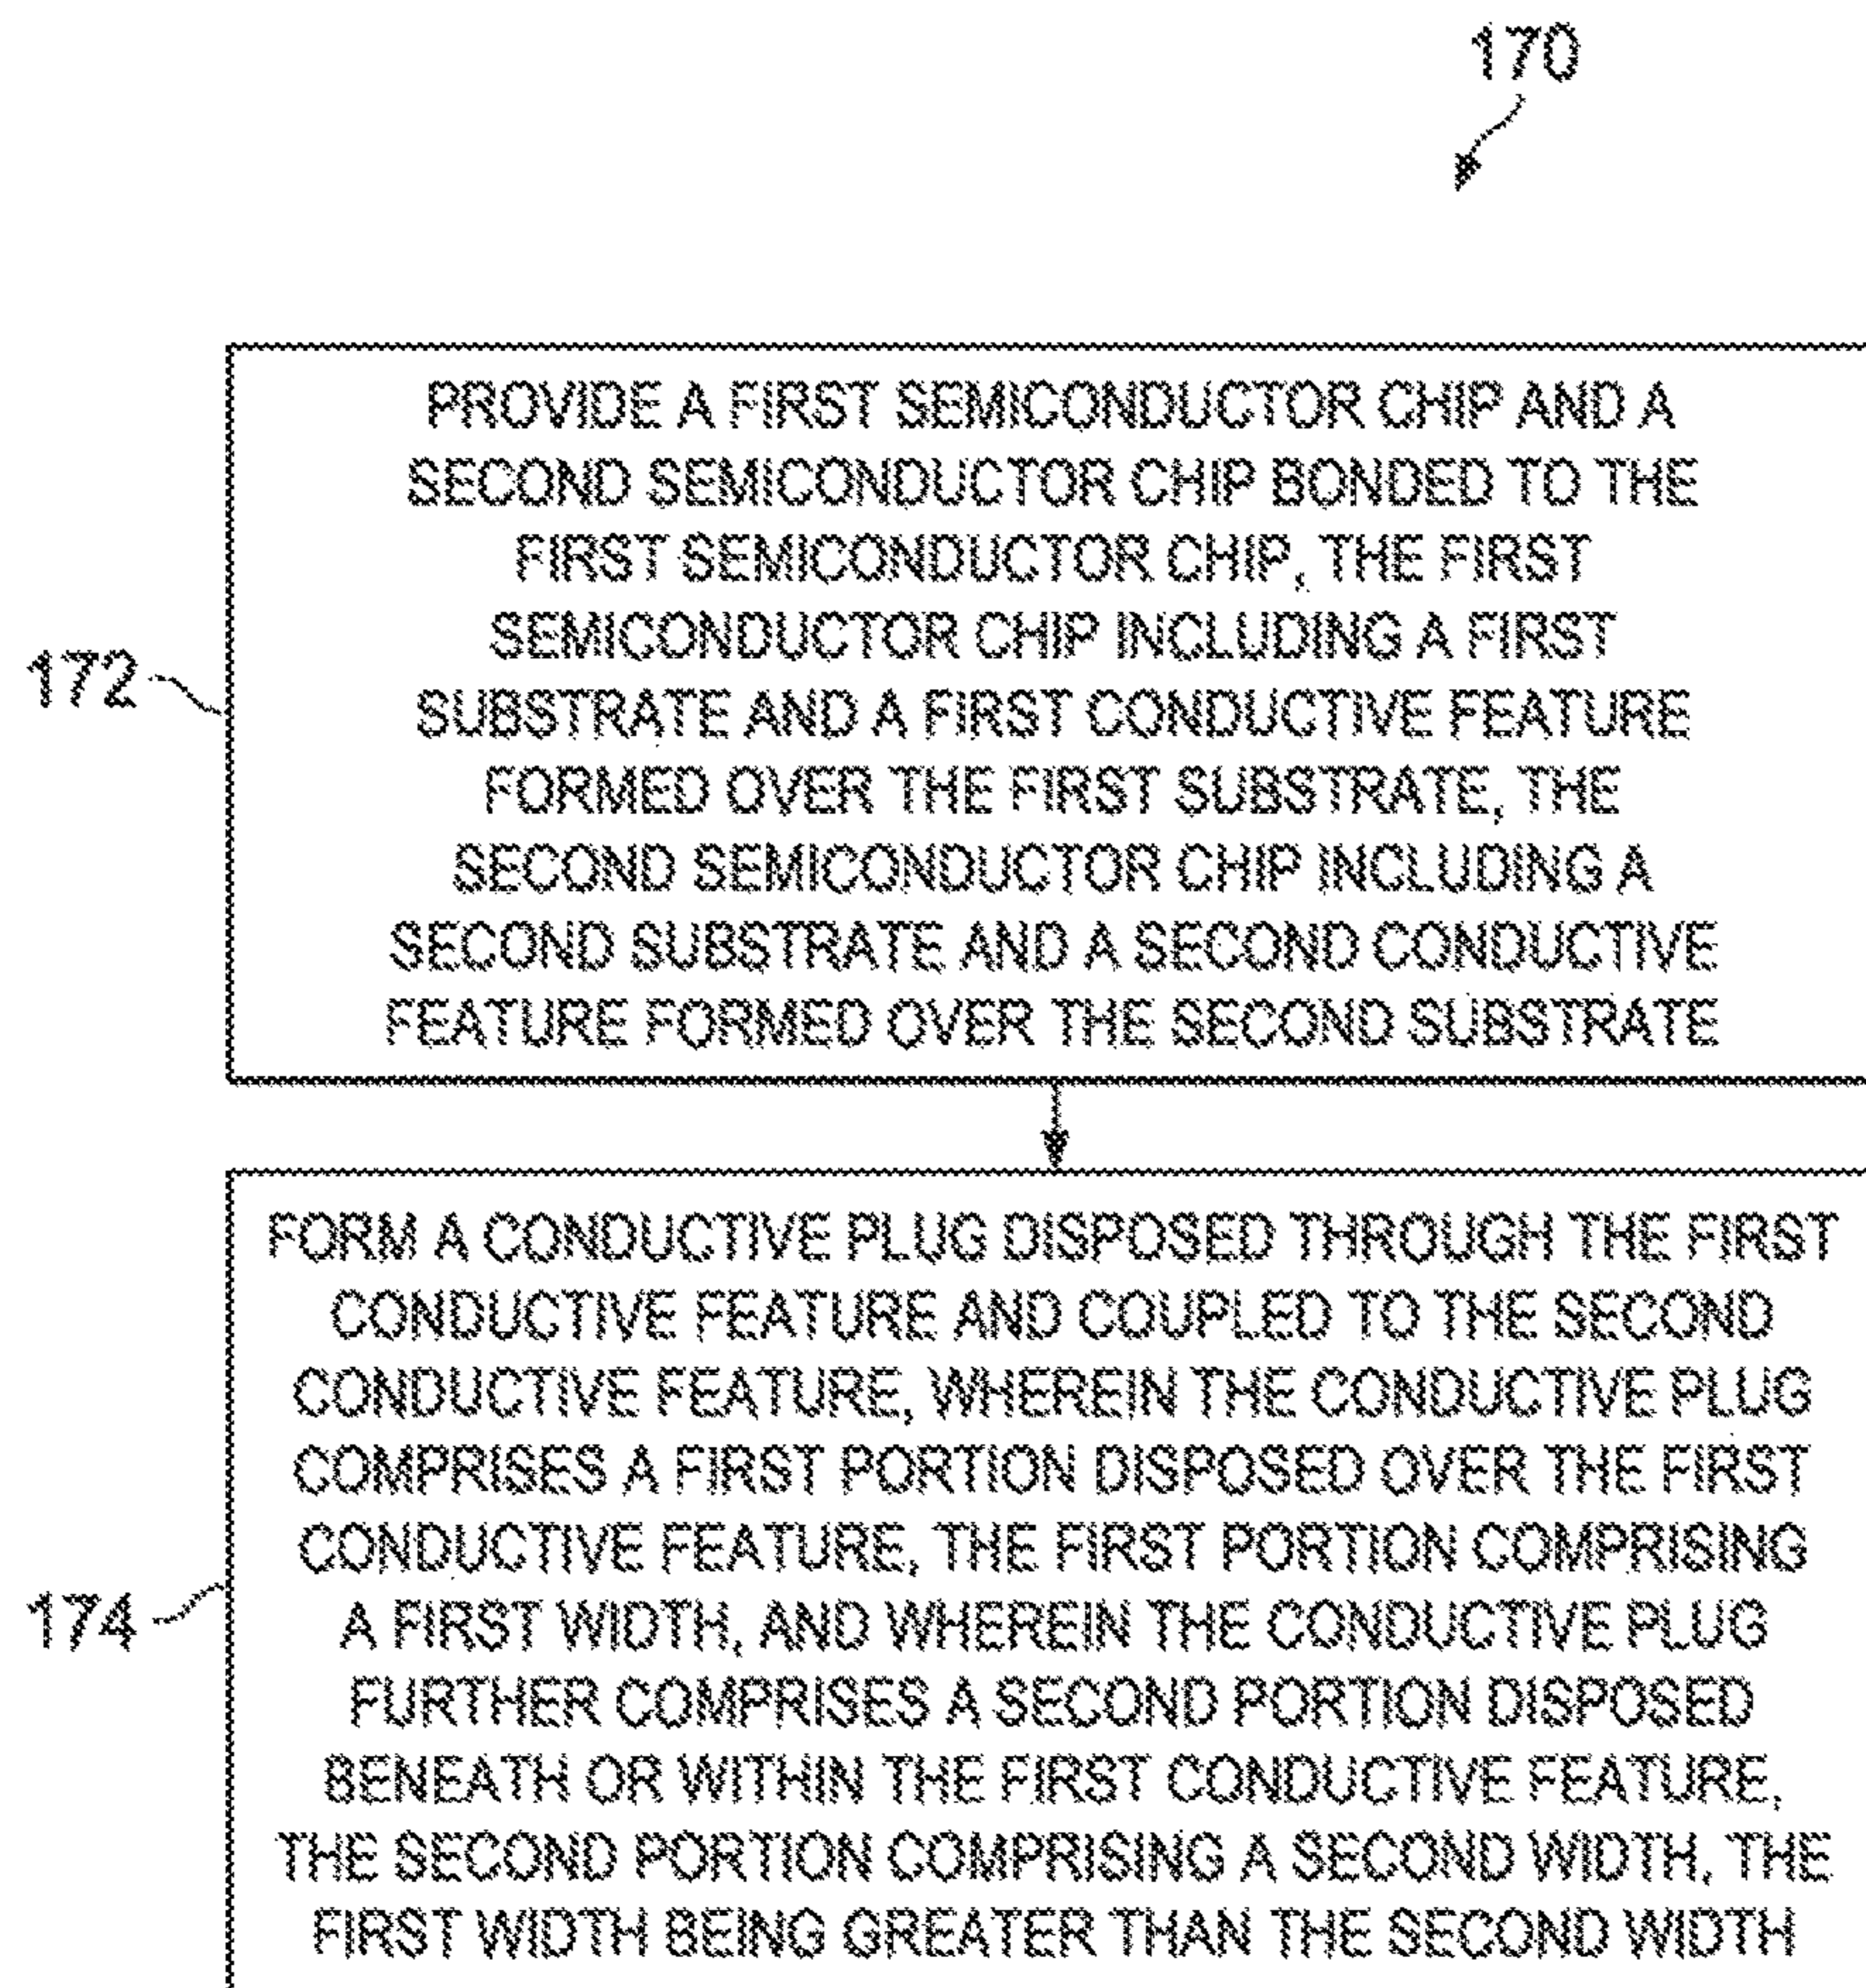 170
172
PROVIDE A FIRST SEMICONDUCTOR CHIP AND A
SECOND SEMICONDUCTOR CHIP BONDED TO THE
FIRST SEMICONDUCTOR CHIP, THE FIRST
SEMICONDUCTOR CHIP INCLUDING A FIRST
SUBSTRATE AND A FIRST CONDUCTIVE FEATURE
FORMED OVER THE FIRST SUBSTRATE, THE
SECOND SEMICONDUCTOR CHIP INCLUDING A
SECOND SUBSTRATE AND A SECOND CONDUCTIVE
FEATURE FORMED OVER THE SECOND SUBSTRATE
174
FORM A CONDUCTIVE PLUG DISPOSED THROUGH THE FIRST
CONDUCTIVE FEATURE AND COUPLED TO THE SECOND
CONDUCTIVE FEATURE, WHEREIN THE CONDUCTIVE PLUG
COMPRISES A FIRST PORTION DISPOSED OVER THE FIRST
CONDUCTIVE FEATURE, THE FIRST PORTION COMPRISING
A FIRST WIDTH, AND WHEREIN THE CONDUCTIVE PLUG
FURTHER COMPRISES A SECOND PORTION DISPOSED
BENEATH OR WITHIN THE FIRST CONDUCTIVE FEATURE,
THE SECOND PORTION COMPRISING A SECOND WIDTH, THE
FIRST WIDTH BEING GREATER THAN THE SECOND WIDTH